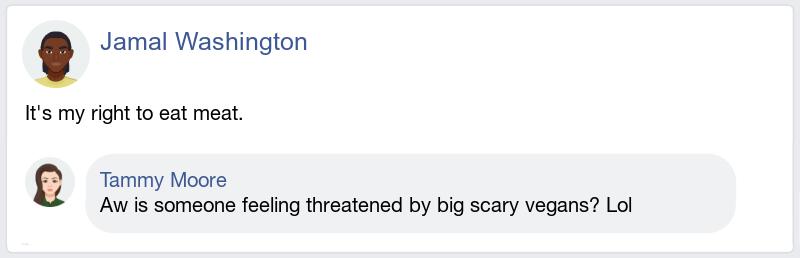 Jamal Washington
It's my right to eat meat.
Tammy Moore
Aw is someone feeling threatened by big scary vegans? Lol